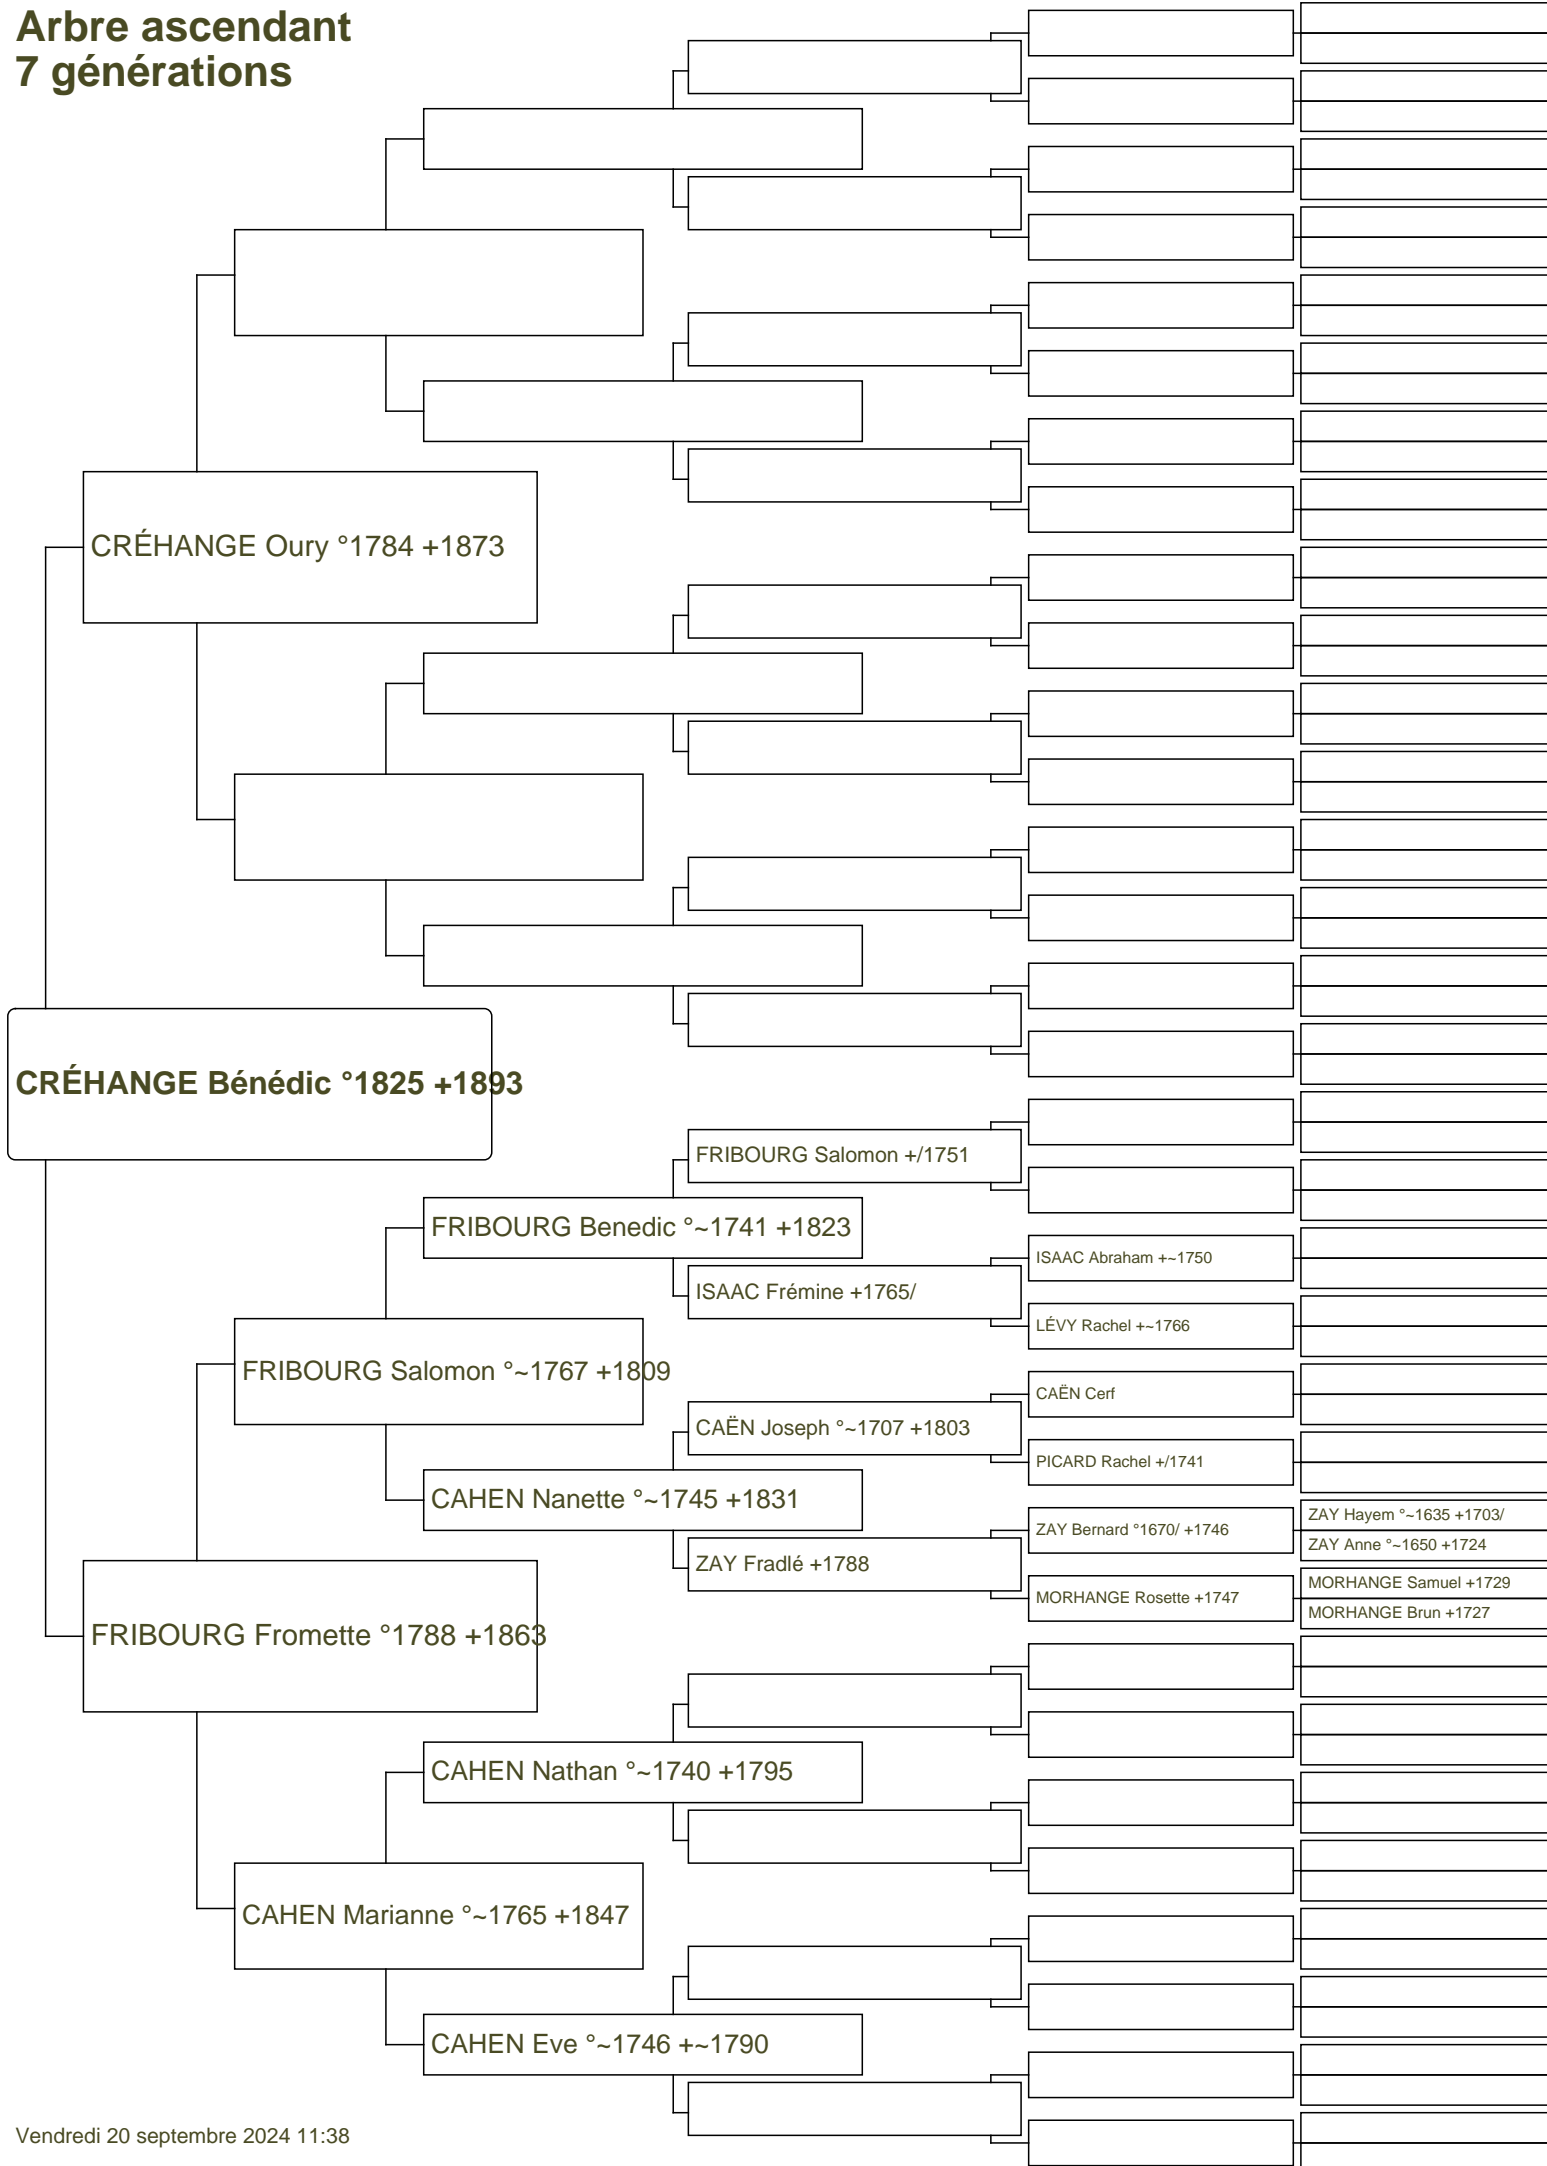 Arbre ascendant
7 générations
CRÉHANGE Oury °1784 +1873
CRÉHANGE Bénédic °1825 +1893
FRIBOURG Salomon +/1751
FRIBOURG Benedic °~1741 +1823
ISAAC Abraham +~1750
ISAAC Frémine +1765/
LÉVY Rachel +~1766
FRIBOURG Salomon °~1767 +1809
CAËN Cerf
CAËN Joseph °~1707 +1803
PICARD Rachel +/1741
CAHEN Nanette °~1745 +1831
ZAY Hayem °~1635 +1703/
ZAY Bernard °1670/ +1746
ZAY Anne °~1650 +1724
ZAY Fradlé +1788
MORHANGE Samuel +1729
MORHANGE Rosette +1747
MORHANGE Brun +1727
FRIBOURG Fromette °1788 +1863
CAHEN Nathan °~1740 +1795
CAHEN Marianne °~1765 +1847
CAHEN Eve °~1746 +~1790
Vendredi 20 septembre 2024 11:38